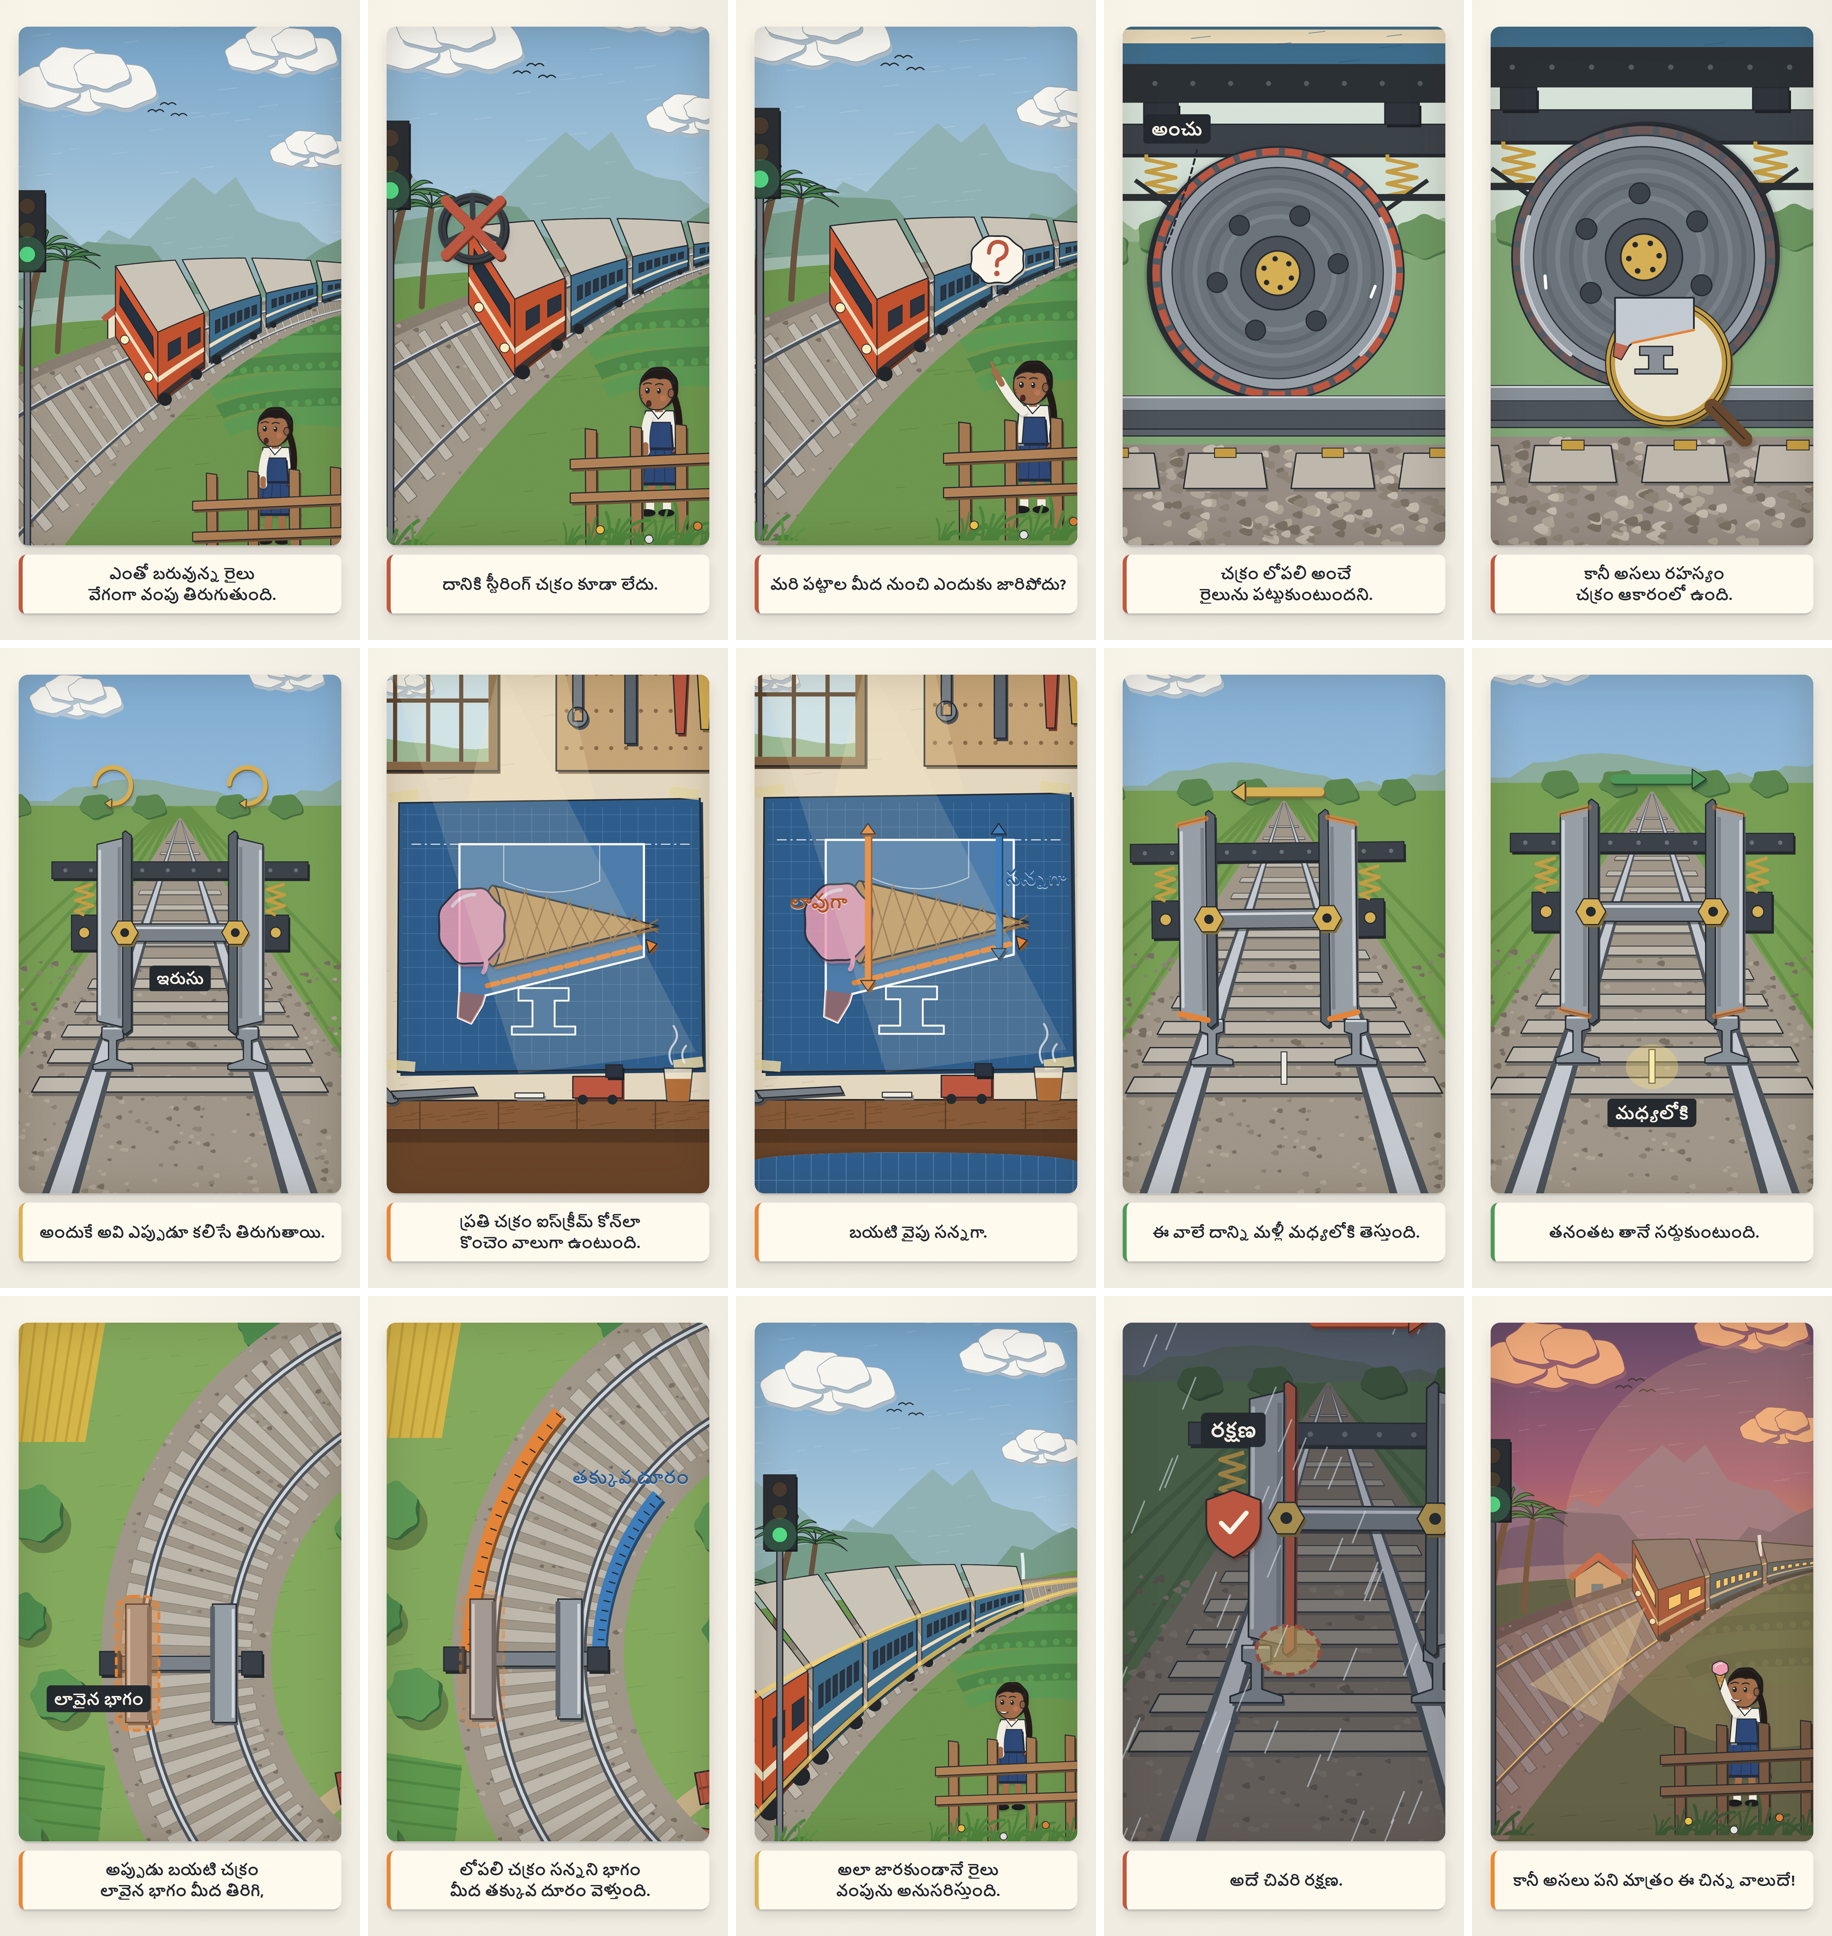 ఎంతో బరువున్న రైలు
వేగంగా వంపు తిరుగుతుంది.
దానికి స్టీరింగ్ చక్రం కూడా లేదు.
?
మరి పట్టాల మీద నుంచి ఎందుకు జారిపోదు?
అంచు
చక్రం లోపలి అంచే
రైలును పట్టుకుంటుందని.
కానీ అసలు రహస్యం
చక్రం ఆకారంలో ఉంది.
ఇరుసు
అందుకే అవి ఎప్పుడూ కలిసే తిరుగుతాయి.
ప్రతి చక్రం ఐస్‌క్రీమ్ కోన్‌లా
కొంచెం వాలుగా ఉంటుంది.
లావుగా
సన్నగా
బయటి వైపు సన్నగా.
ఈ వాలే దాన్ని మళ్లీ మధ్యలోకి తెస్తుంది.
మధ్యలోకి
తనంతట తానే సర్దుకుంటుంది.
లావైన భాగం
అప్పుడు బయటి చక్రం
లావైన భాగం మీద తిరిగి,
తక్కువ దూరం
లోపలి చక్రం సన్నని భాగం
మీద తక్కువ దూరం వెళ్తుంది.
అలా జారకుండానే రైలు
వంపును అనుసరిస్తుంది.
రక్షణ
అదే చివరి రక్షణ.
కానీ అసలు పని మాత్రం ఈ చిన్న వాలుదే!